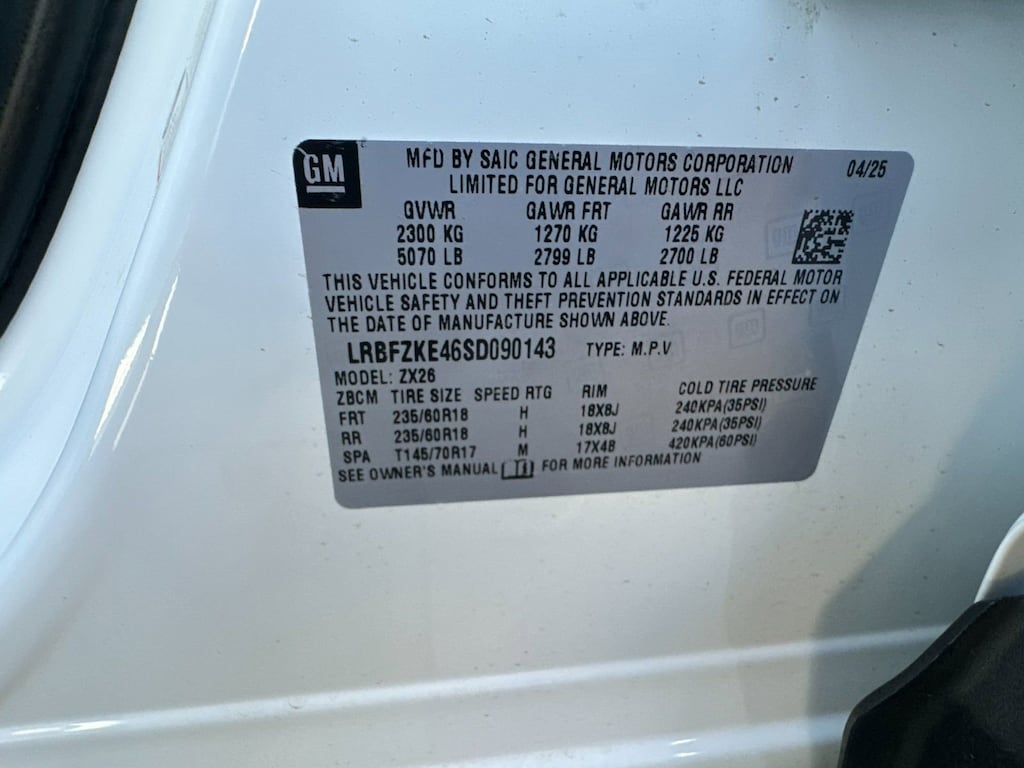 GM
MFD BY SAIC GENERAL MOTORS CORPORATION 04/25
LIMITED FOR GENERAL MOTORS LLC
GVWR GAWR FRT GAWR RR
2300 KG 1270 KG 1225 KG
5070 LB 2799 LB 2700 LB
THIS VEHICLE CONFORMS TO ALL APPLICABLE U.S. FEDERAL MOTOR
VEHICLE SAFETY AND THEFT PREVENTION STANDARDS IN EFFECT ON
THE DATE OF MANUFACTURE SHOWN ABOVE.
LRBFZKE46SD090143 TYPE: M.P.V
MODEL: ZX26
ZBCM TIRE SIZE SPEED RTG RIM COLD TIRE PRESSURE
FRT 235/60R18 H 18X8J 240KPA(35PSI)
RR 235/60R18 H 18X8J 240KPA(35PSI)
SPA T145/70R17 M 17X4B 420KPA(60PSI)
SEE OWNER'S MANUAL FOR MORE INFORMATION